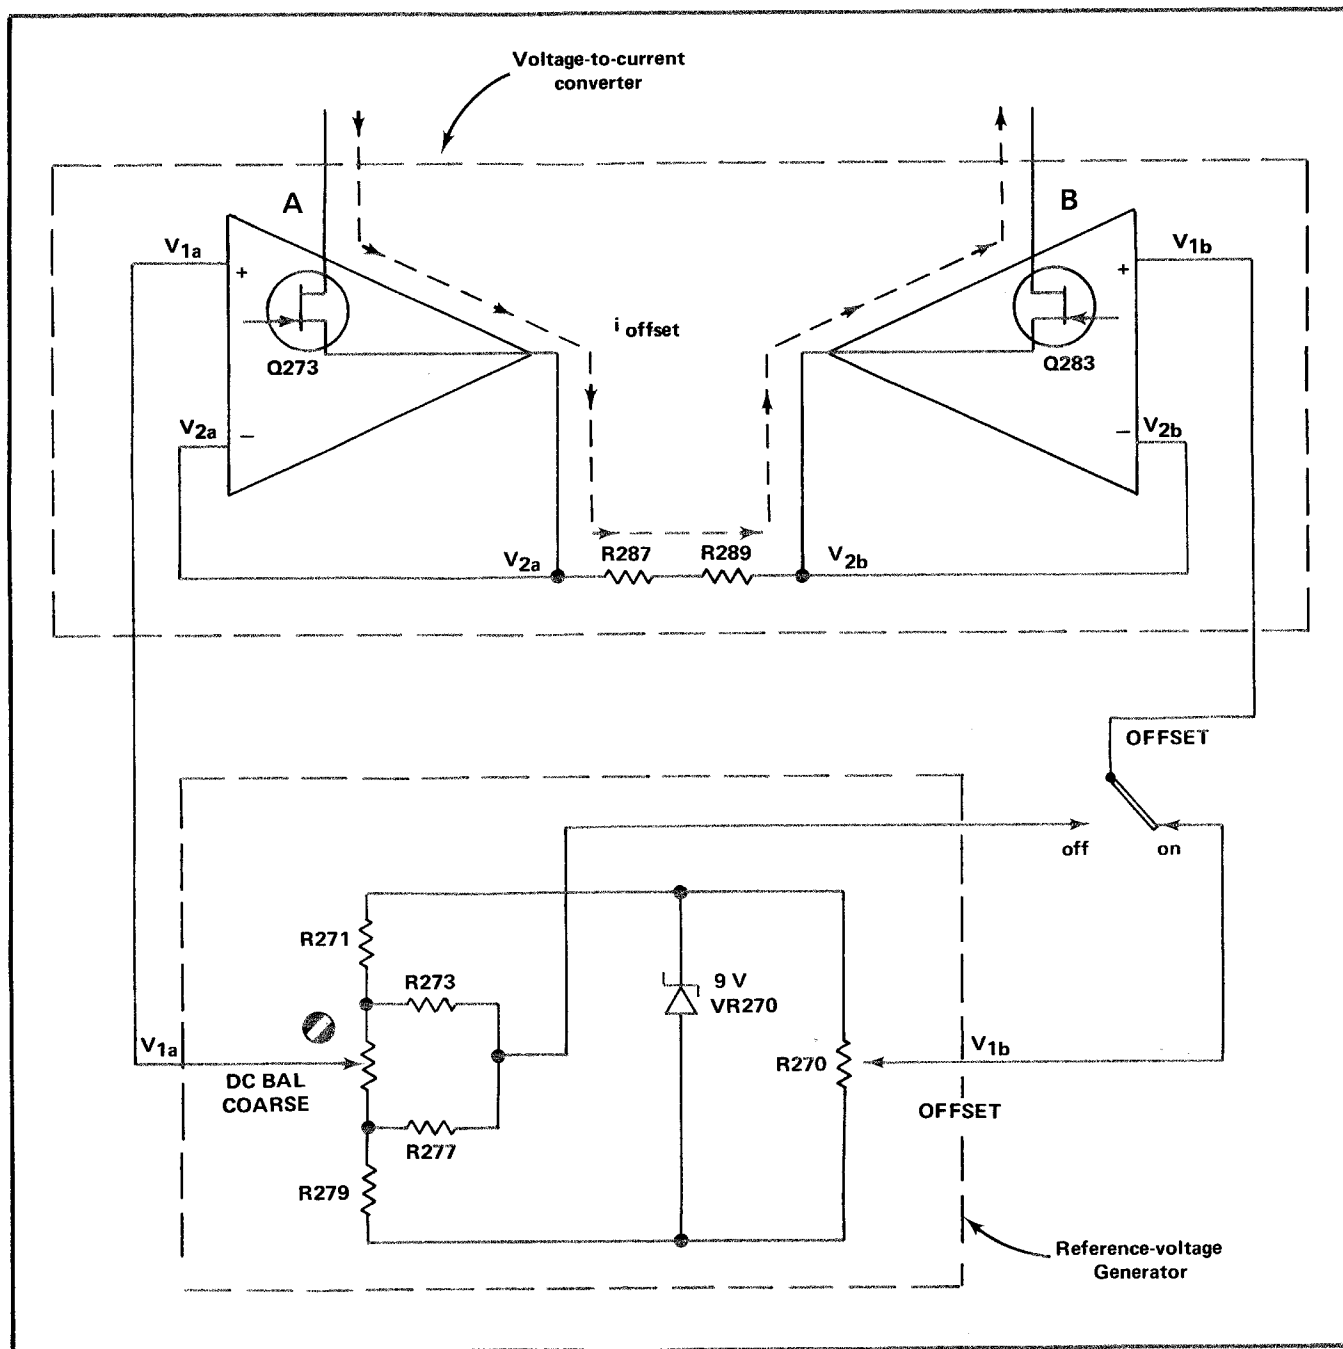 Voltage-to-current
converter
A
B
V1a
V1b
+
+
i offset
Q273
Q283
V2a
V2b
−
−
V2a
R287
R289
V2b
OFFSET
off
on
R271
R273
9 V
VR270
V1a
DC BAL
COARSE
R270
V1b
OFFSET
R277
R279
Reference-voltage
Generator